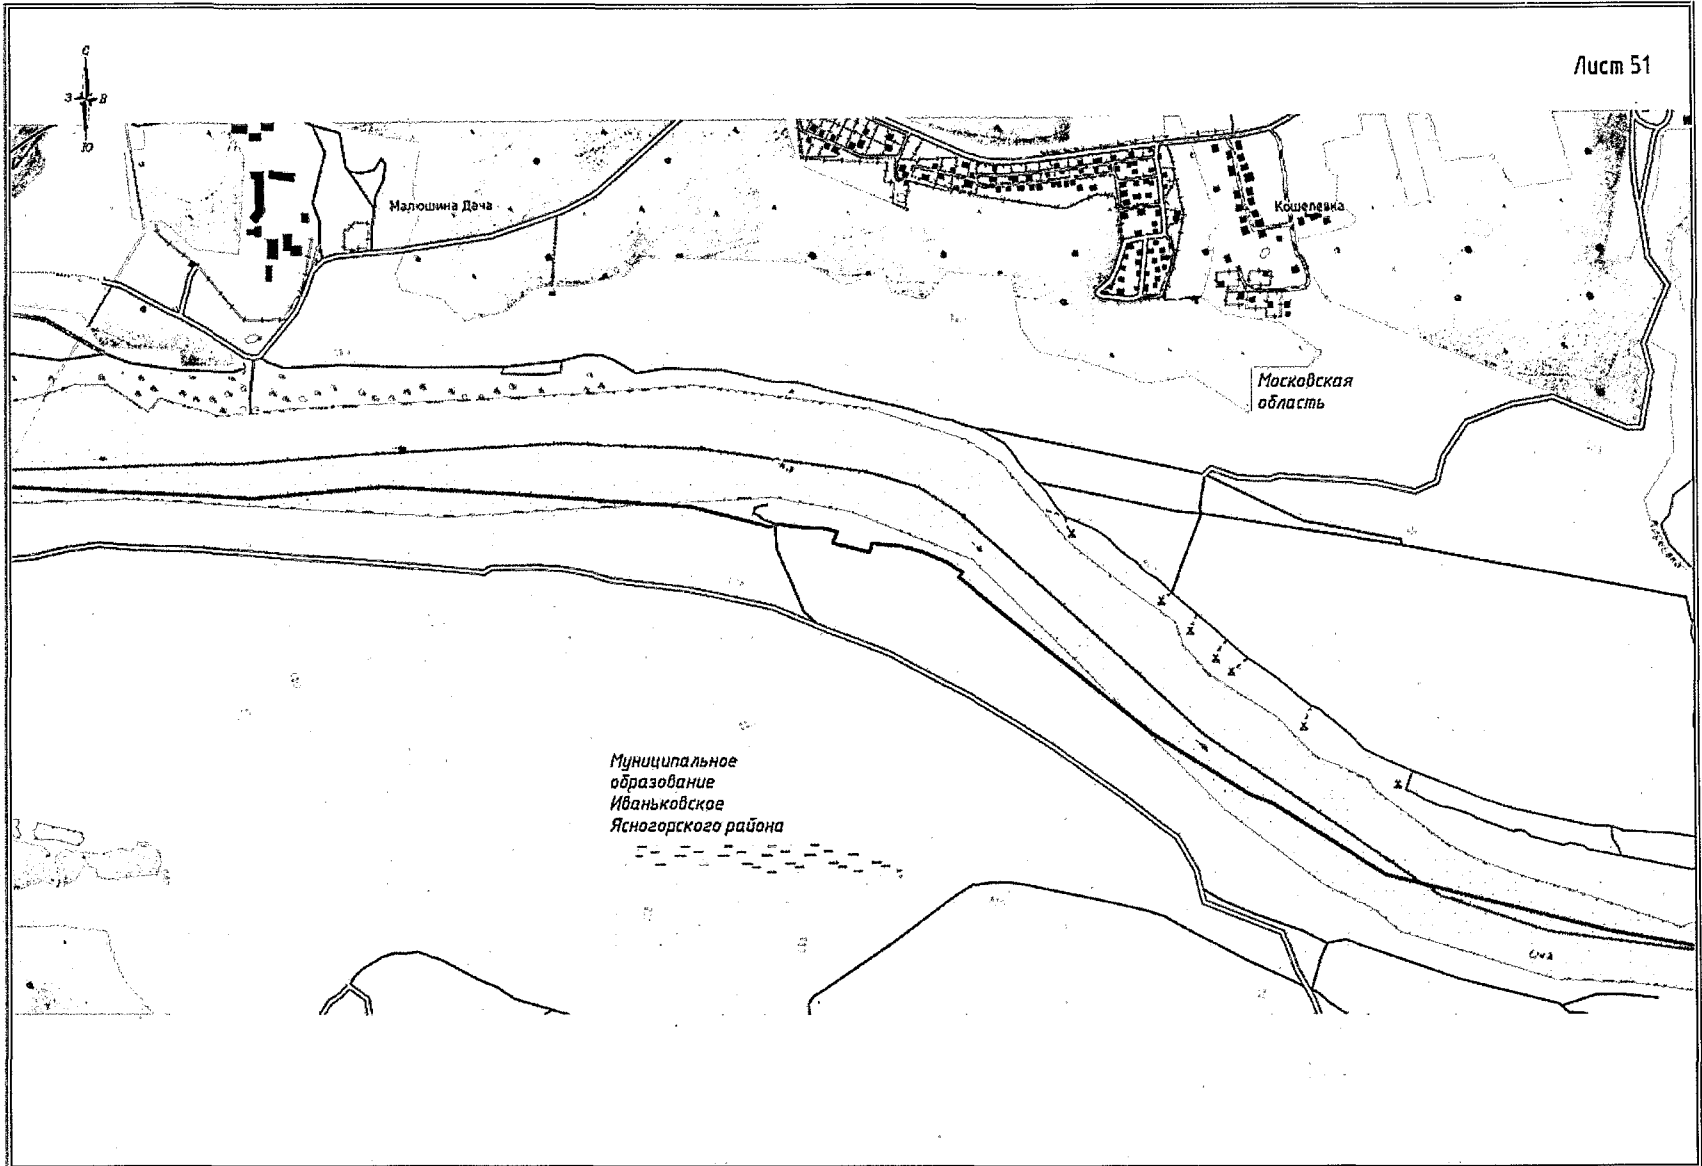 Лист 51
С
З В
Ю
Малюшина Дача
Кошелевка
Московская
область
Муниципальное
образование
Иваньковское
Ясногорского района
Ока